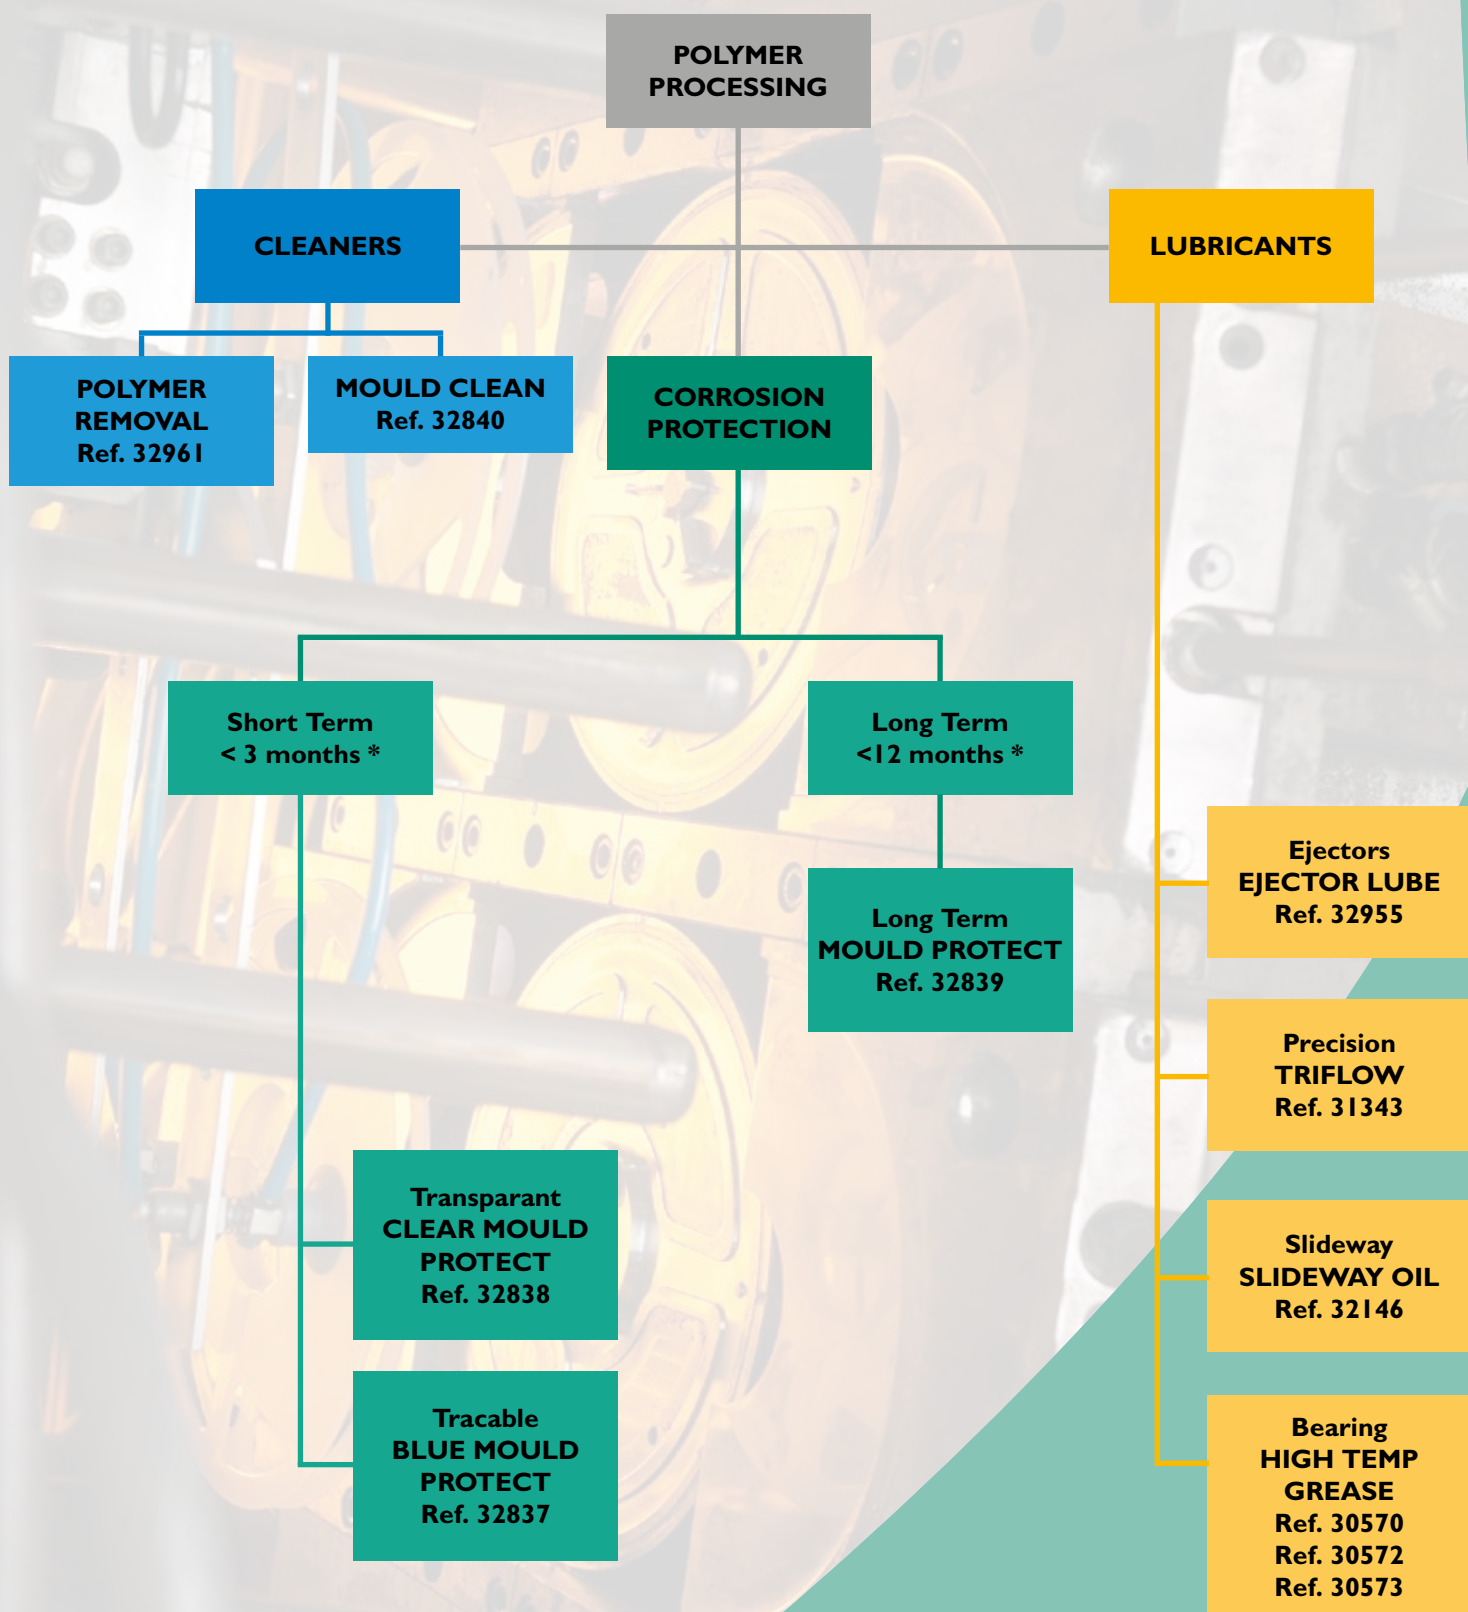 POLYMER
PROCESSING
CLEANERS
LUBRICANTS
POLYMER
REMOVAL
Ref. 32961
MOULD CLEAN
Ref. 32840
CORROSION
PROTECTION
Short Term
< 3 months *
Long Term
<12 months *
Long Term
MOULD PROTECT
Ref. 32839
Transparant
CLEAR MOULD
PROTECT
Ref. 32838
Tracable
BLUE MOULD
PROTECT
Ref. 32837
Ejectors
EJECTOR LUBE
Ref. 32955
Precision
TRIFLOW
Ref. 31343
Slideway
SLIDEWAY OIL
Ref. 32146
Bearing
HIGH TEMP
GREASE
Ref. 30570
Ref. 30572
Ref. 30573